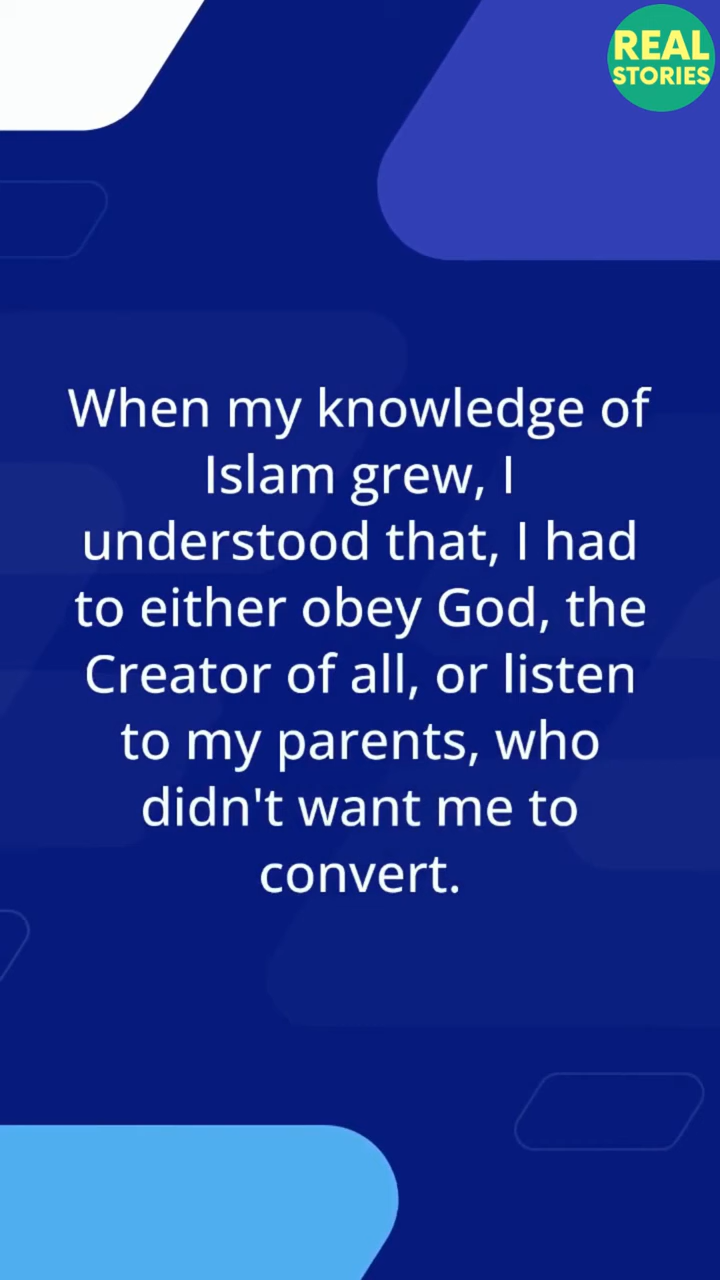 REAL
STORIES
When my knowledge of
Islam grew, I
understood that, I had
to either obey God, the
Creator of all, or listen
to my parents, who
didn't want me to
convert.